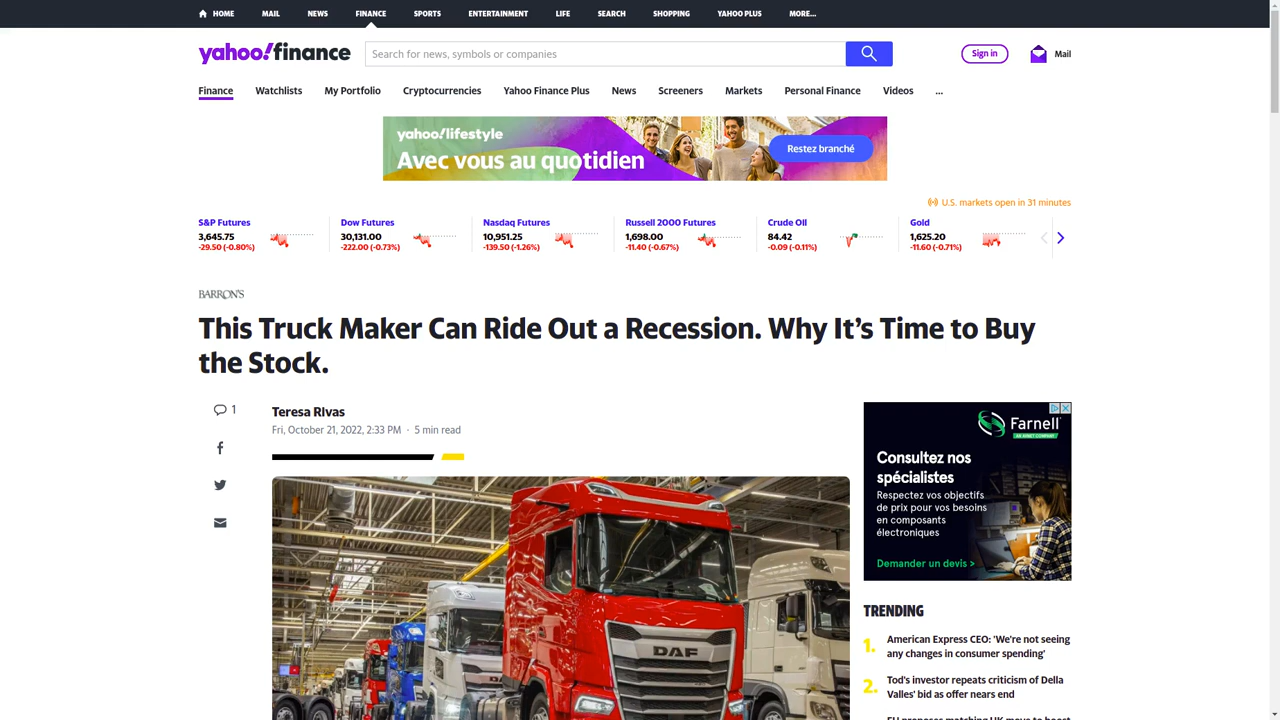 HOME MAIL NEWS FINANCE SPORTS ENTERTAINMENT LIFE SEARCH SHOPPING YAHOO PLUS MORE...
yahoo!finance
Search for news, symbols or companies
Sign in
Mail
Finance Watchlists My Portfolio Cryptocurrencies Yahoo Finance Plus News Screeners Markets Personal Finance Videos ...
yahoo!lifestyle
Avec vous au quotidien
Restez branché
U.S. markets open in 31 minutes
S&P Futures
3,645.75
-29.50 (-0.80%)
Dow Futures
30,131.00
-222.00 (-0.73%)
Nasdaq Futures
10,951.25
-139.50 (-1.26%)
Russell 2000 Futures
1,698.00
-11.40 (-0.67%)
Crude Oil
84.42
-0.09 (-0.11%)
Gold
1,625.20
-11.60 (-0.71%)
BARRON'S
This Truck Maker Can Ride Out a Recession. Why It’s Time to Buy
the Stock.
1
Teresa Rivas
Fri, October 21, 2022, 2:33 PM · 5 min read
DAF
Farnell
AN AVNET COMPANY
Consultez nos
spécialistes
Respectez vos objectifs
de prix pour vos besoins
en composants
électroniques
Demander un devis >
TRENDING
1. American Express CEO: 'We're not seeing
any changes in consumer spending'
2. Tod's investor repeats criticism of Della
Valles' bid as offer nears end